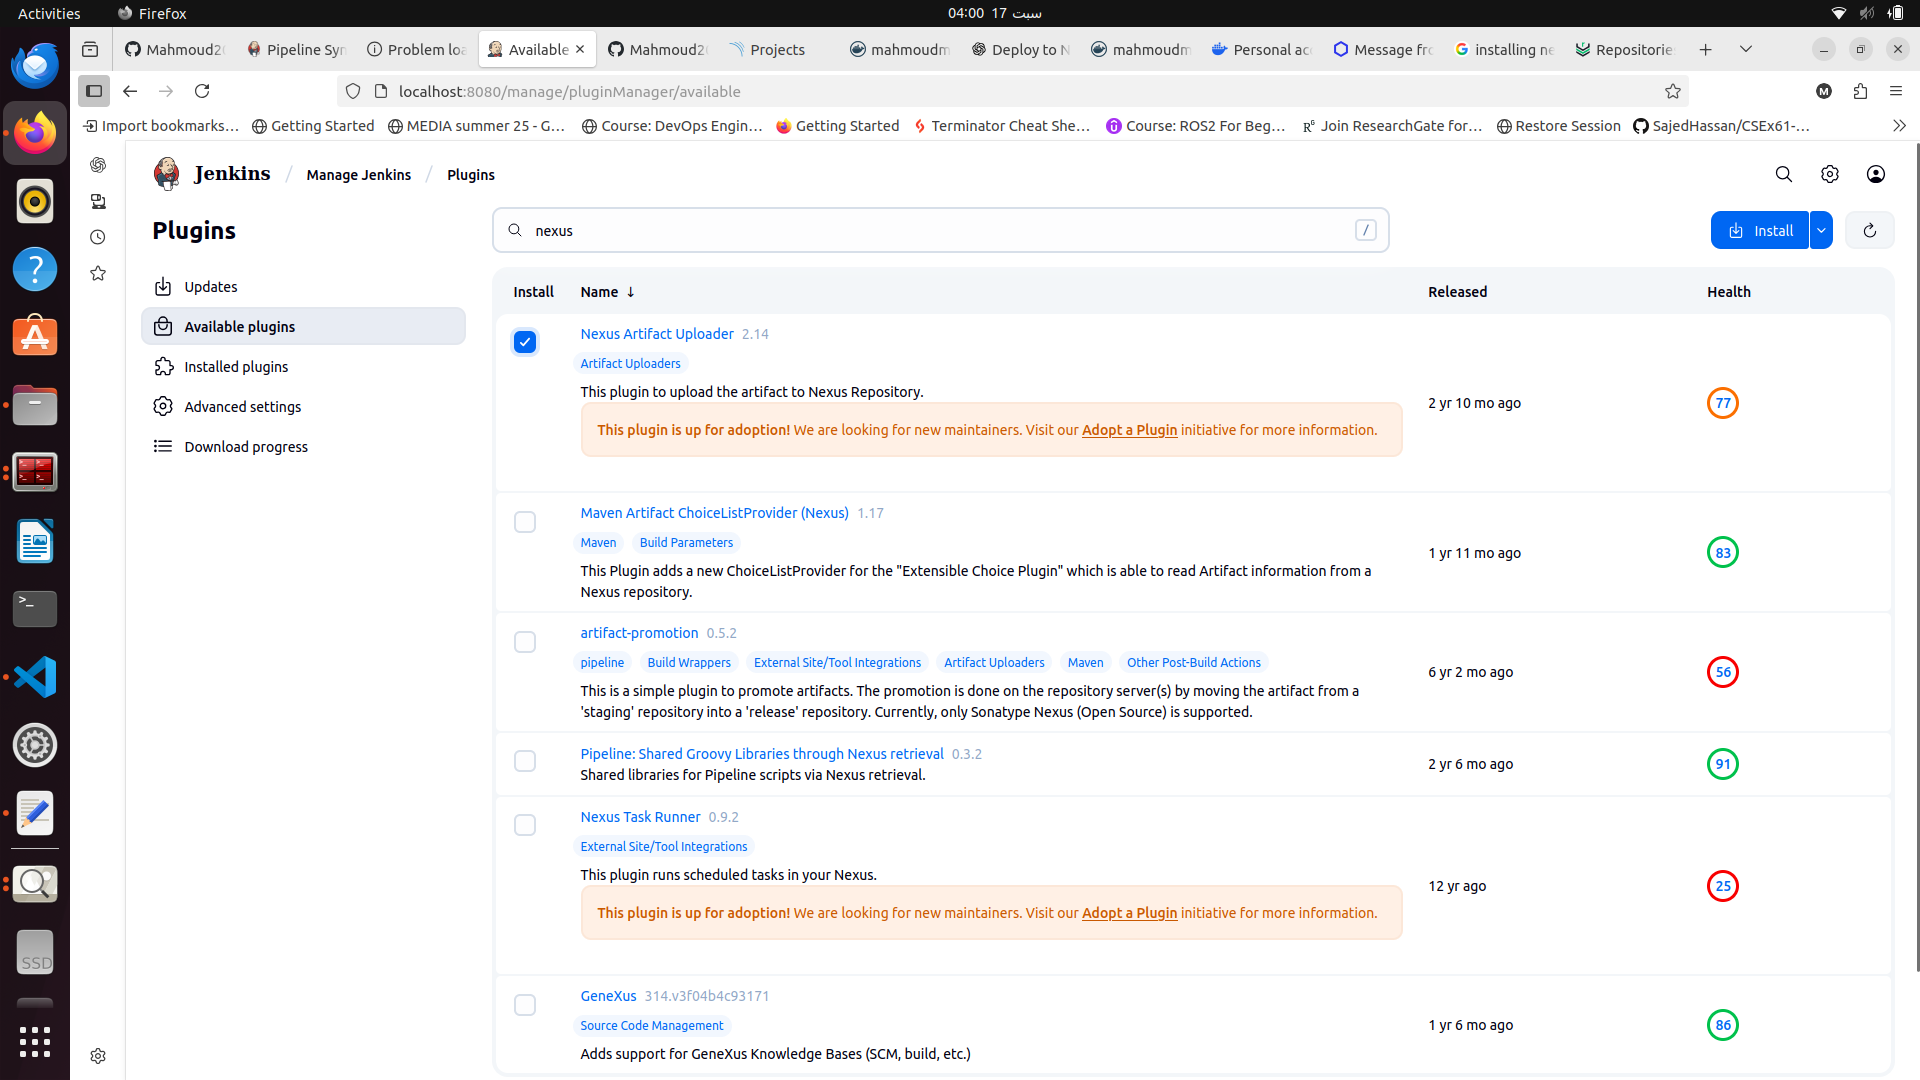 Activities
Firefox
04:00 17 سبت
Mahmoud20
Pipeline Syn
Problem loa
Available
Mahmoud20
Projects
mahmoudm
Deploy to N
mahmoudm
Personal acc
Message fro
installing ne
Repositories
localhost:8080/manage/pluginManager/available
Import bookmarks...
Getting Started
MEDIA summer 25 - G...
Course: DevOps Engin...
Getting Started
Terminator Cheat She...
Course: ROS2 For Beg...
Join ResearchGate for...
Restore Session
SajedHassan/CSEx61-...
Jenkins / Manage Jenkins / Plugins
Plugins
nexus
/
Install
Updates
Available plugins
Installed plugins
Advanced settings
Download progress
Install Name ↓ Released Health
Nexus Artifact Uploader 2.14
Artifact Uploaders
This plugin to upload the artifact to Nexus Repository.
This plugin is up for adoption! We are looking for new maintainers. Visit our Adopt a Plugin initiative for more information.
2 yr 10 mo ago
77
Maven Artifact ChoiceListProvider (Nexus) 1.17
Maven Build Parameters
This Plugin adds a new ChoiceListProvider for the "Extensible Choice Plugin" which is able to read Artifact information from a
Nexus repository.
1 yr 11 mo ago
83
artifact-promotion 0.5.2
pipeline Build Wrappers External Site/Tool Integrations Artifact Uploaders Maven Other Post-Build Actions
This is a simple plugin to promote artifacts. The promotion is done on the repository server(s) by moving the artifact from a
'staging' repository into a 'release' repository. Currently, only Sonatype Nexus (Open Source) is supported.
6 yr 2 mo ago
56
Pipeline: Shared Groovy Libraries through Nexus retrieval 0.3.2
Shared libraries for Pipeline scripts via Nexus retrieval.
2 yr 6 mo ago
91
Nexus Task Runner 0.9.2
External Site/Tool Integrations
This plugin runs scheduled tasks in your Nexus.
This plugin is up for adoption! We are looking for new maintainers. Visit our Adopt a Plugin initiative for more information.
12 yr ago
25
GeneXus 314.v3f04b4c93171
Source Code Management
Adds support for GeneXus Knowledge Bases (SCM, build, etc.)
1 yr 6 mo ago
86
SSD